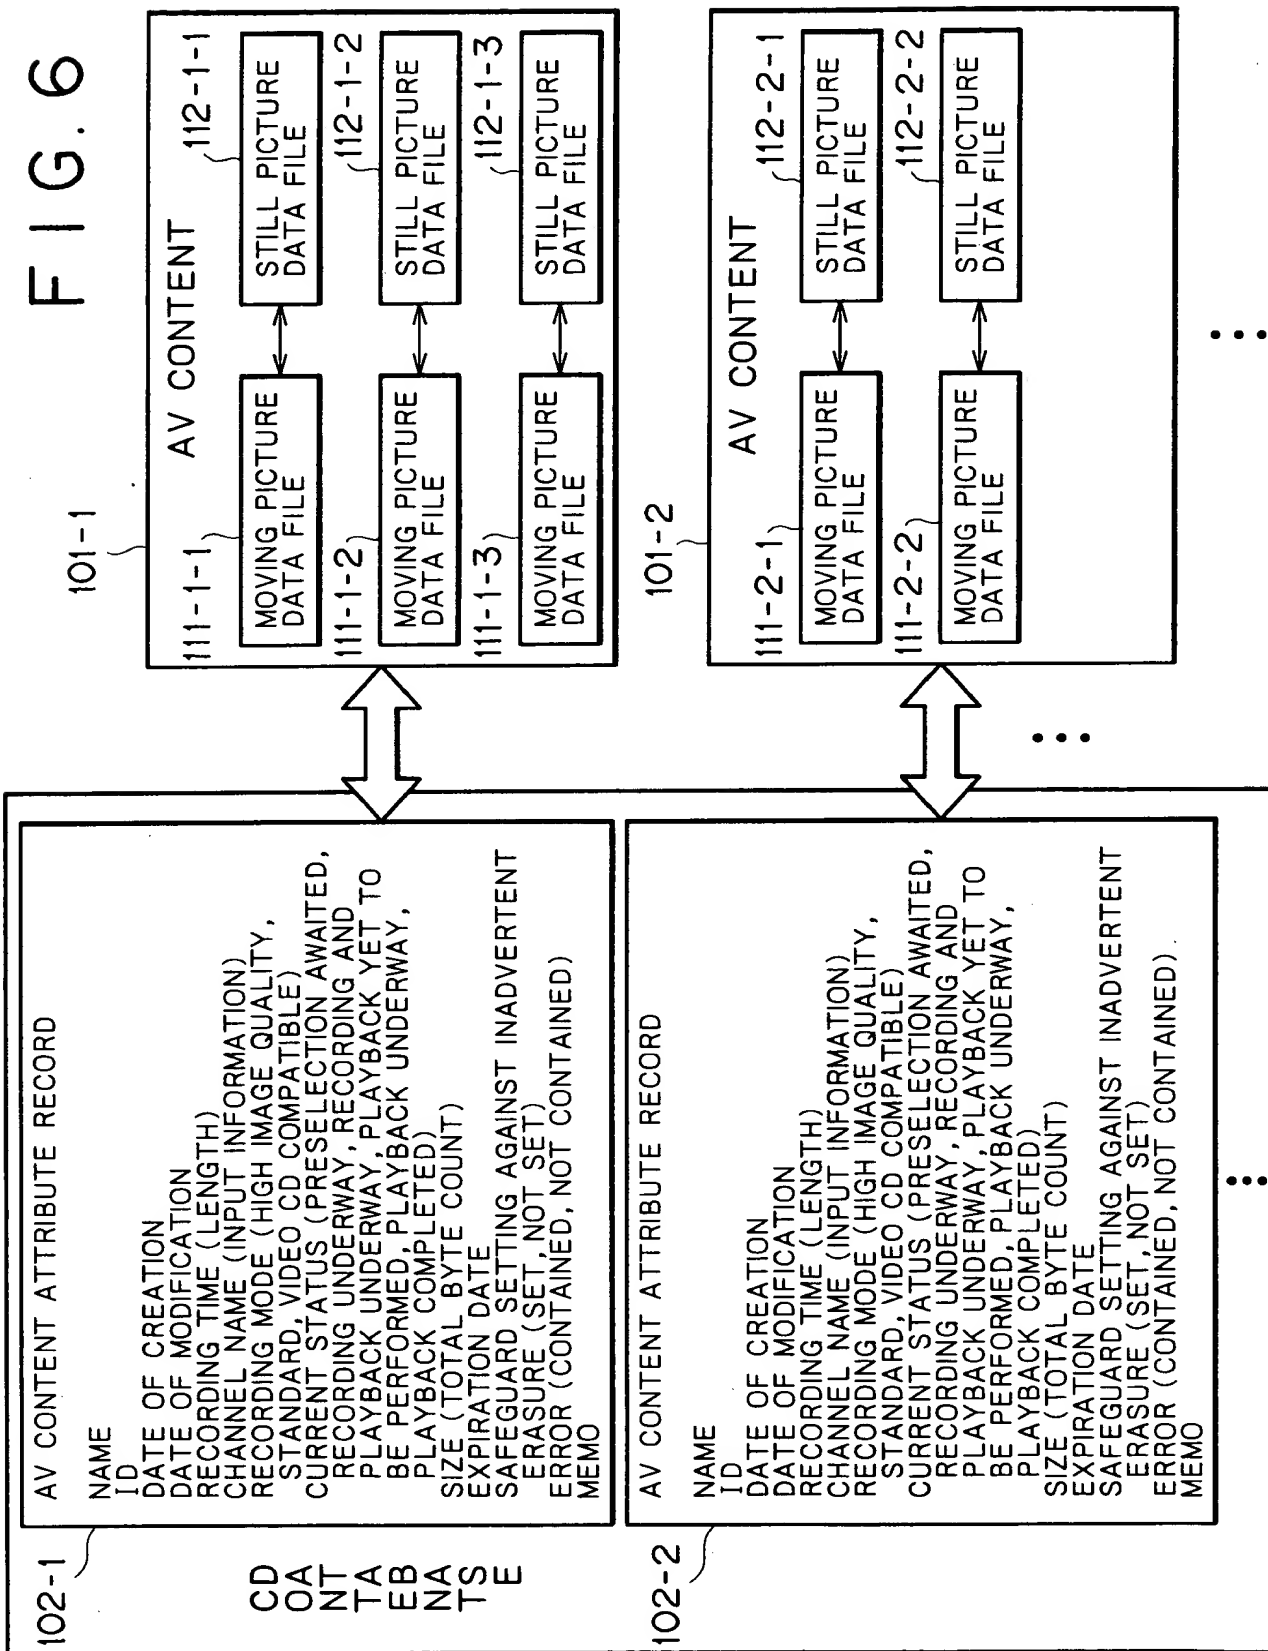 FIG. 6
102-1
CONTENT
DATABASE
AV CONTENT ATTRIBUTE RECORD
NAME
ID
DATE OF CREATION
DATE OF MODIFICATION
RECORDING TIME (LENGTH)
CHANNEL NAME (INPUT INFORMATION)
RECORDING MODE (HIGH IMAGE QUALITY,
STANDARD, VIDEO CD COMPATIBLE)
CURRENT STATUS (PRESELECTION AWAITED,
RECORDING UNDERWAY, RECORDING AND
PLAYBACK UNDERWAY, PLAYBACK YET TO
BE PERFORMED, PLAYBACK UNDERWAY,
PLAYBACK COMPLETED)
SIZE (TOTAL BYTE COUNT)
EXPIRATION DATE
SAFEGUARD SETTING AGAINST INADVERTENT
ERASURE (SET, NOT SET)
ERROR (CONTAINED, NOT CONTAINED)
MEMO
101-1
AV CONTENT
111-1-1
112-1-1
MOVING PICTURE
DATA FILE
STILL PICTURE
DATA FILE
111-1-2
112-1-2
MOVING PICTURE
DATA FILE
STILL PICTURE
DATA FILE
111-1-3
112-1-3
MOVING PICTURE
DATA FILE
STILL PICTURE
DATA FILE
102-2
AV CONTENT ATTRIBUTE RECORD
NAME
ID
DATE OF CREATION
DATE OF MODIFICATION
RECORDING TIME (LENGTH)
CHANNEL NAME (INPUT INFORMATION)
RECORDING MODE (HIGH IMAGE QUALITY,
STANDARD, VIDEO CD COMPATIBLE)
CURRENT STATUS (PRESELECTION AWAITED,
RECORDING UNDERWAY, RECORDING AND
PLAYBACK UNDERWAY, PLAYBACK YET TO
BE PERFORMED, PLAYBACK UNDERWAY,
PLAYBACK COMPLETED)
SIZE (TOTAL BYTE COUNT)
EXPIRATION DATE
SAFEGUARD SETTING AGAINST INADVERTENT
ERASURE (SET, NOT SET)
ERROR (CONTAINED, NOT CONTAINED)
MEMO
101-2
AV CONTENT
111-2-1
112-2-1
MOVING PICTURE
DATA FILE
STILL PICTURE
DATA FILE
111-2-2
112-2-2
MOVING PICTURE
DATA FILE
STILL PICTURE
DATA FILE